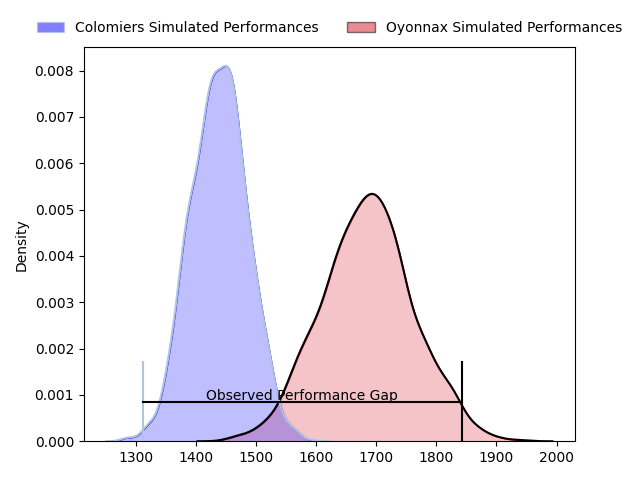 Colomiers Simulated Performances Oyonnax Simulated Performances
0.008
0.007
0.006
0.005
0.004
0.003
0.002
0.001
0.000
Density
Observed Performance Gap
1300 1400 1500 1600 1700 1800 1900 2000